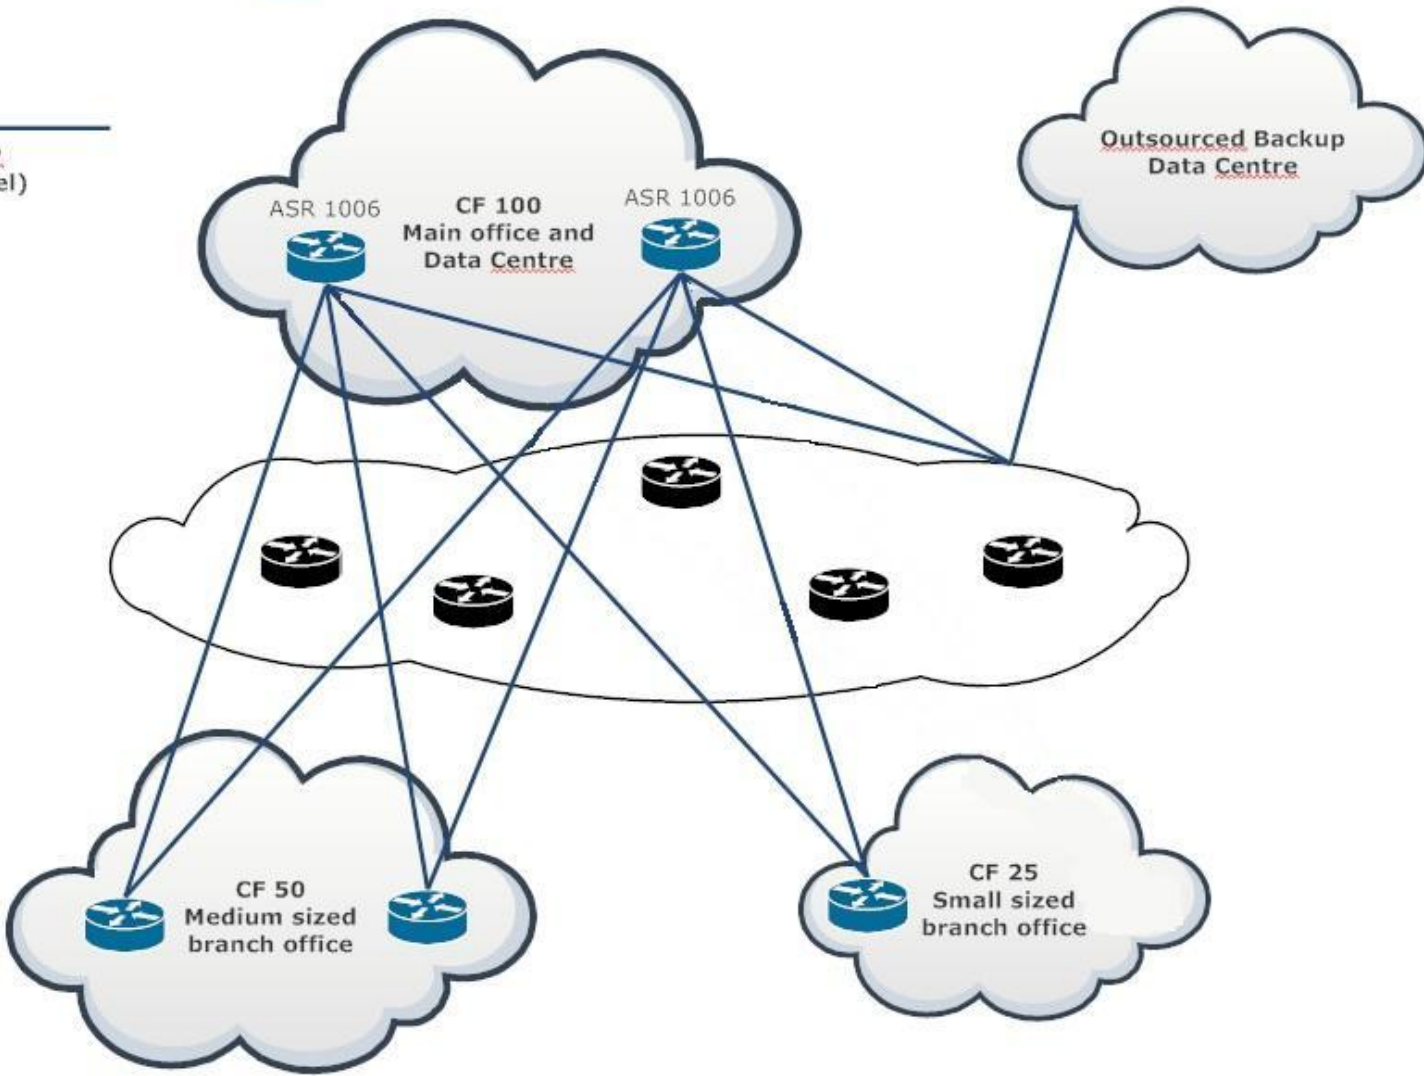 el)
ASR 1006
CF 100
Main office and
Data Centre
ASR 1006
Outsourced Backup
Data Centre
CF 50
Medium sized
branch office
CF 25
Small sized
branch office